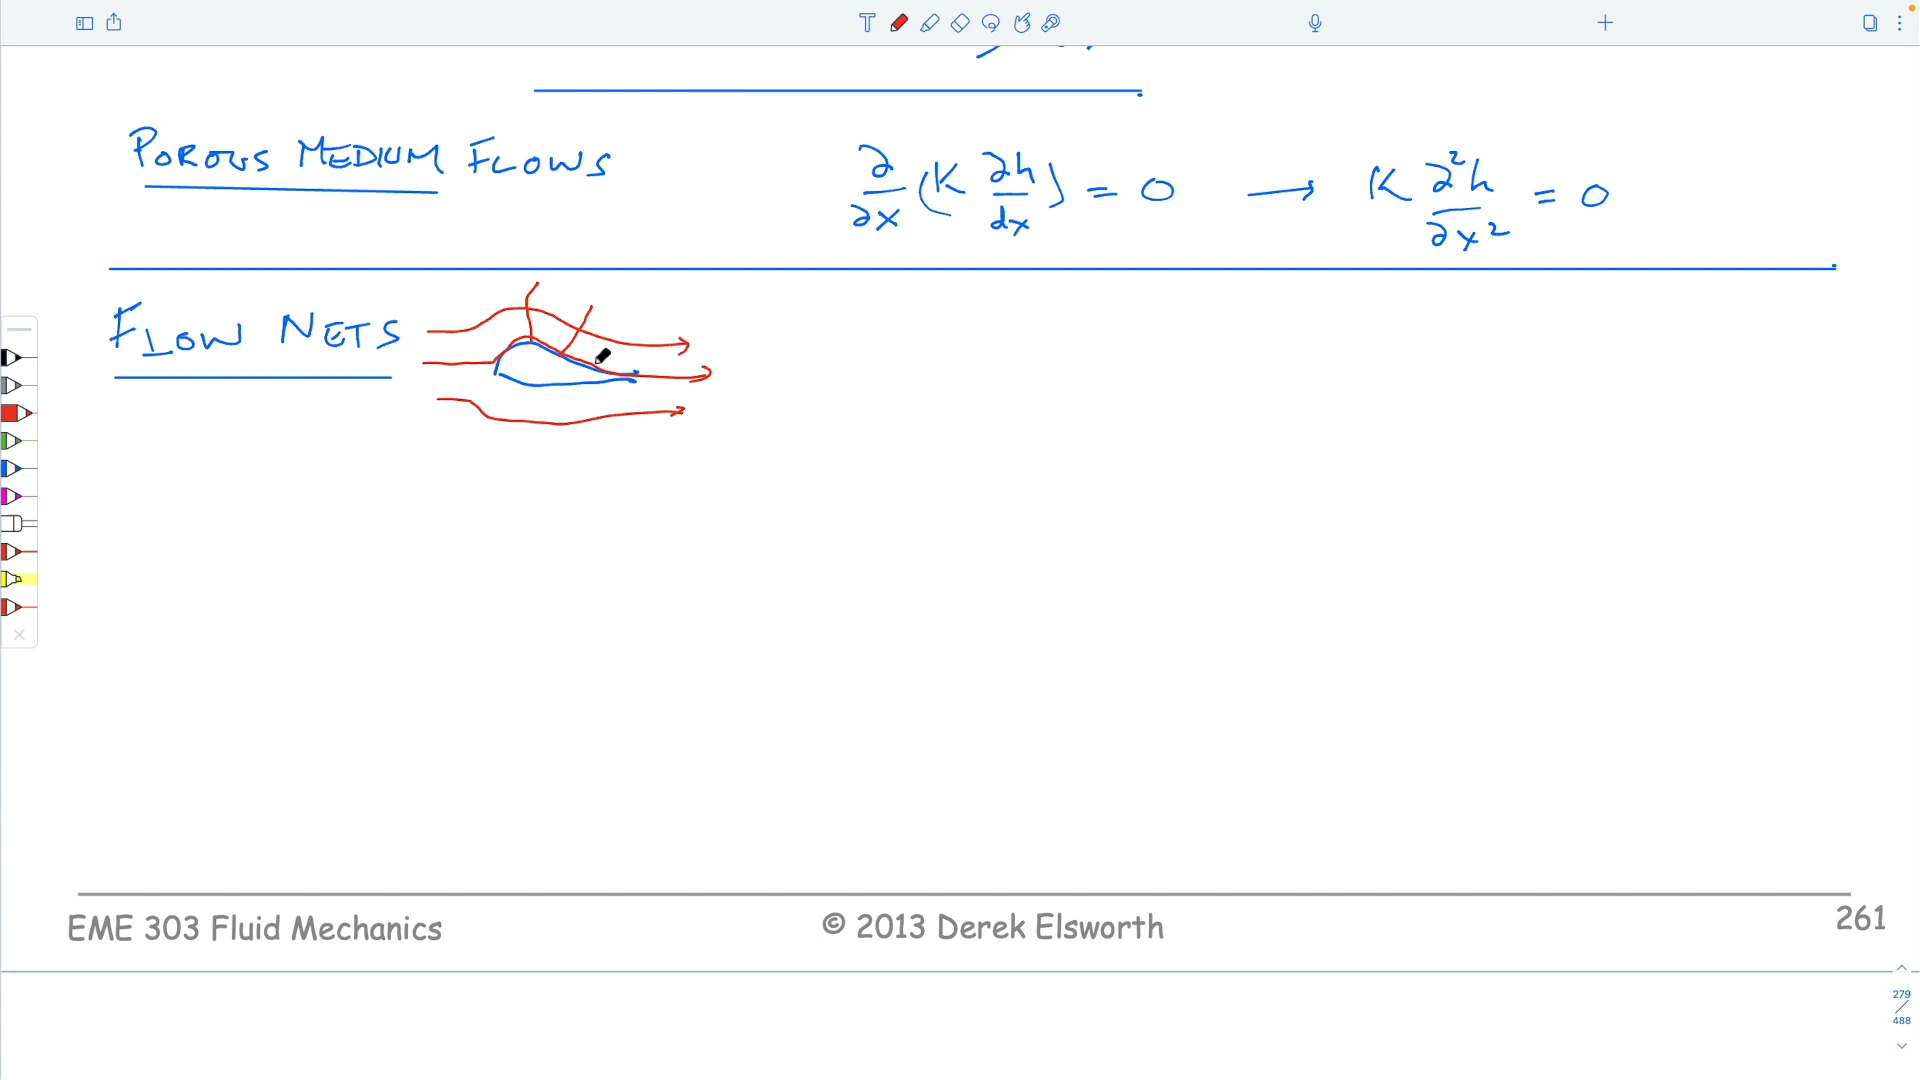 POROUS MEDIUM FLOWS
∂/∂x (K ∂h/dx) = 0 → K ∂²h/∂x² = 0
FLOW NETS
EME 303 Fluid Mechanics © 2013 Derek Elsworth 261
279
488